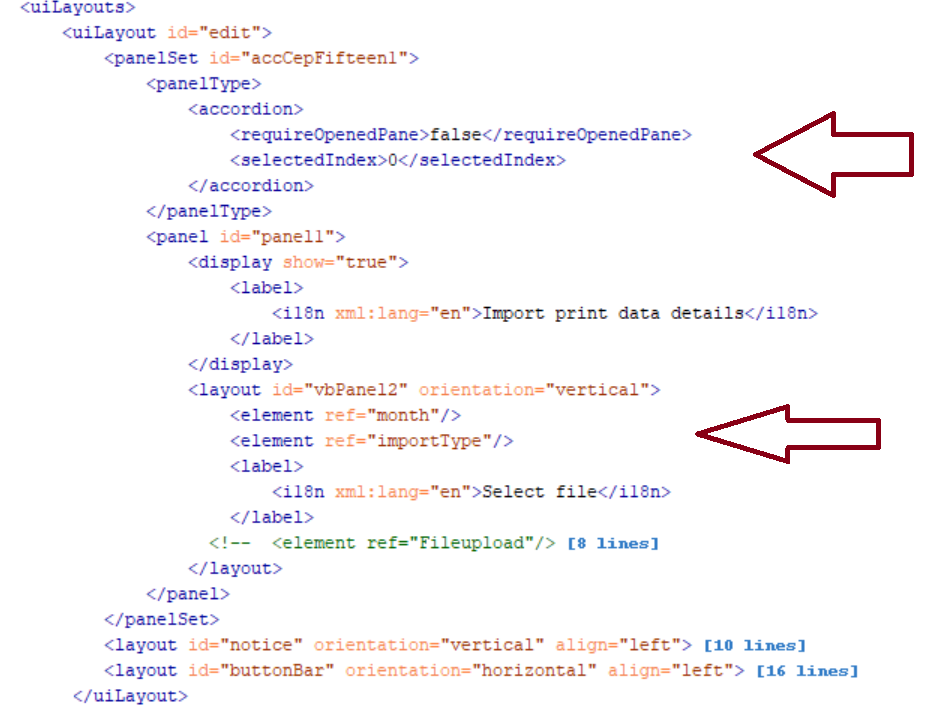 <uiLayouts>
<uiLayout id="edit">
<panelSet id="accCepFifteen1">
<panelType>
<accordion>
<requireOpenedPane>false</requireOpenedPane>
<selectedIndex>0</selectedIndex>
</accordion>
</panelType>
<panel id="panel1">
<display show="true">
<label>
<i18n xml:lang="en">Import print data details</i18n>
</label>
</display>
<layout id="vbPanel2" orientation="vertical">
<element ref="month"/>
<element ref="importType"/>
<label>
<i18n xml:lang="en">Select file</i18n>
</label>
<!-- <element ref="Fileupload"/> [8 lines]
</layout>
</panel>
</panelSet>
<layout id="notice" orientation="vertical" align="left"> [10 lines]
<layout id="buttonBar" orientation="horizontal" align="left"> [16 lines]
</uiLayout>